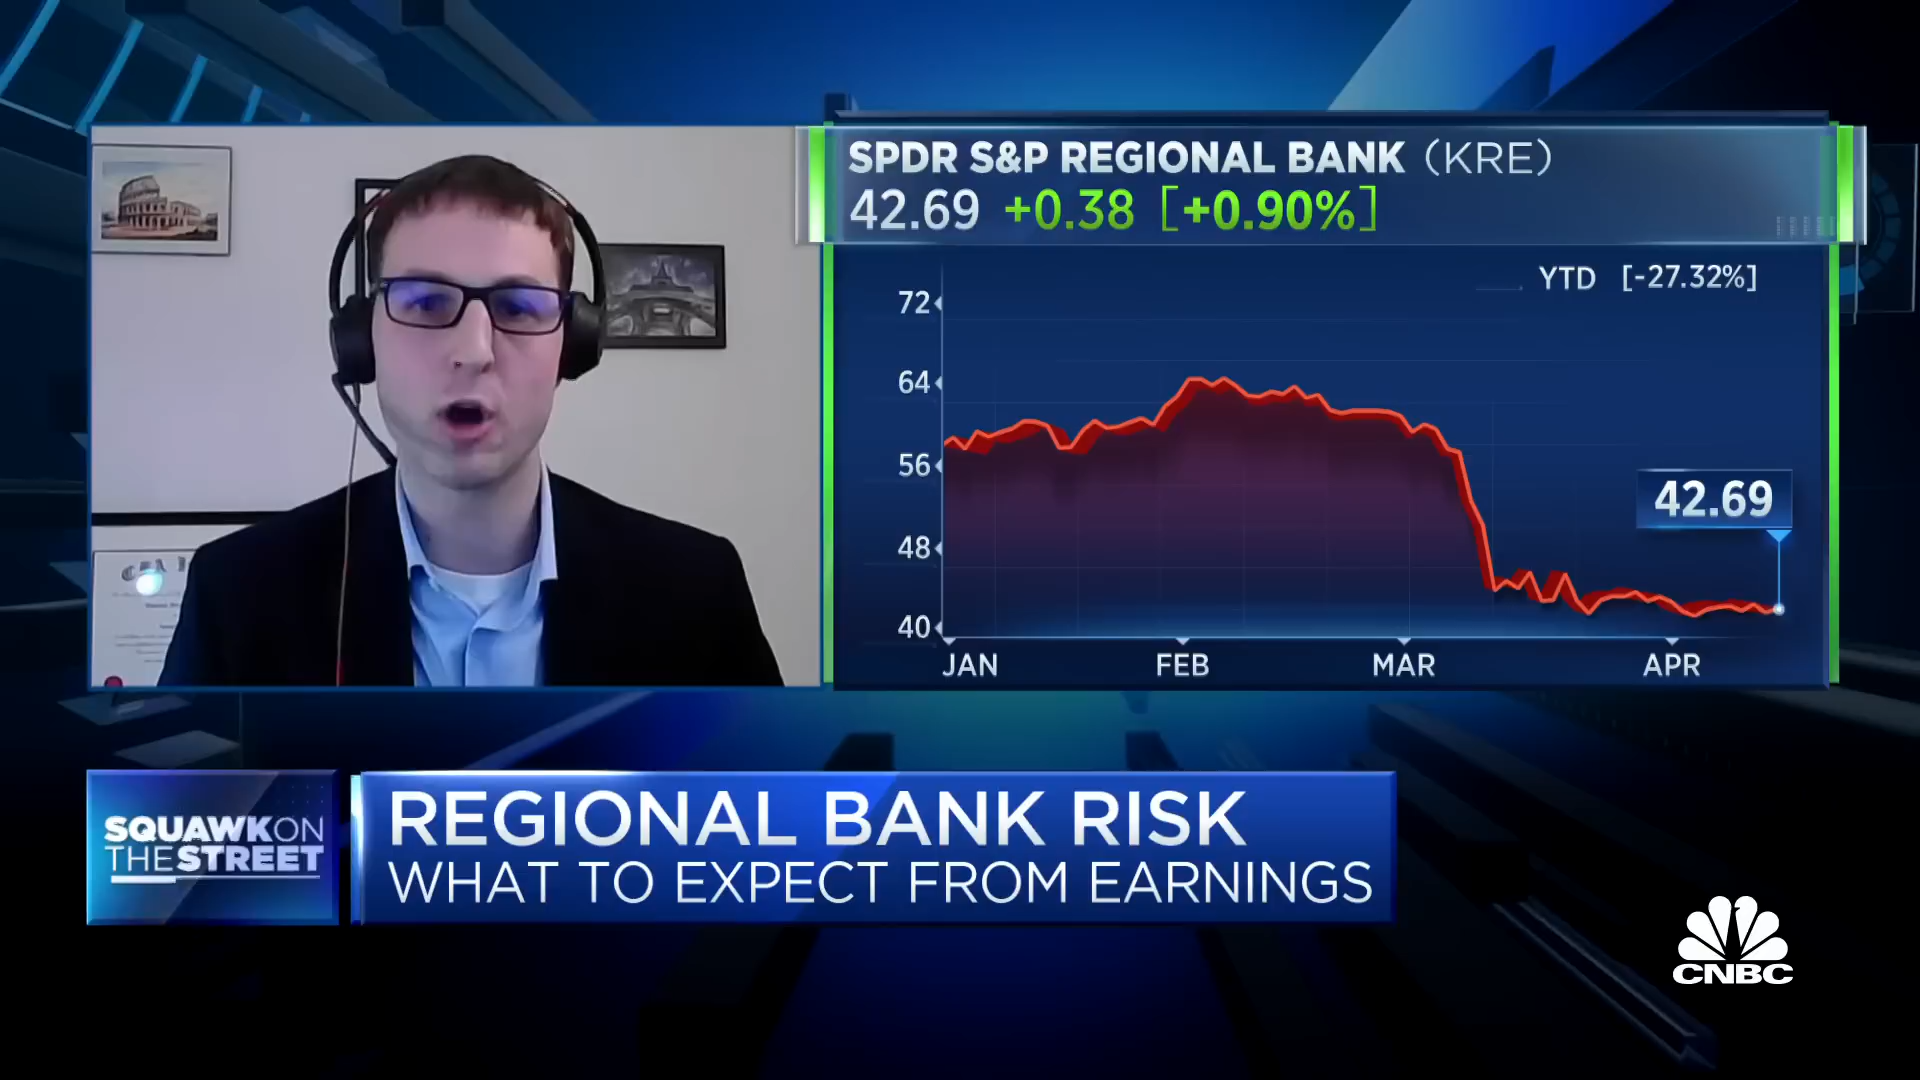 SPDR S&P REGIONAL BANK (KRE)
42.69 +0.38 [+0.90%]
YTD [-27.32%]
72
64
56
48
40
42.69
JAN FEB MAR APR
SQUAWK ON
THE STREET
REGIONAL BANK RISK
WHAT TO EXPECT FROM EARNINGS
CNBC